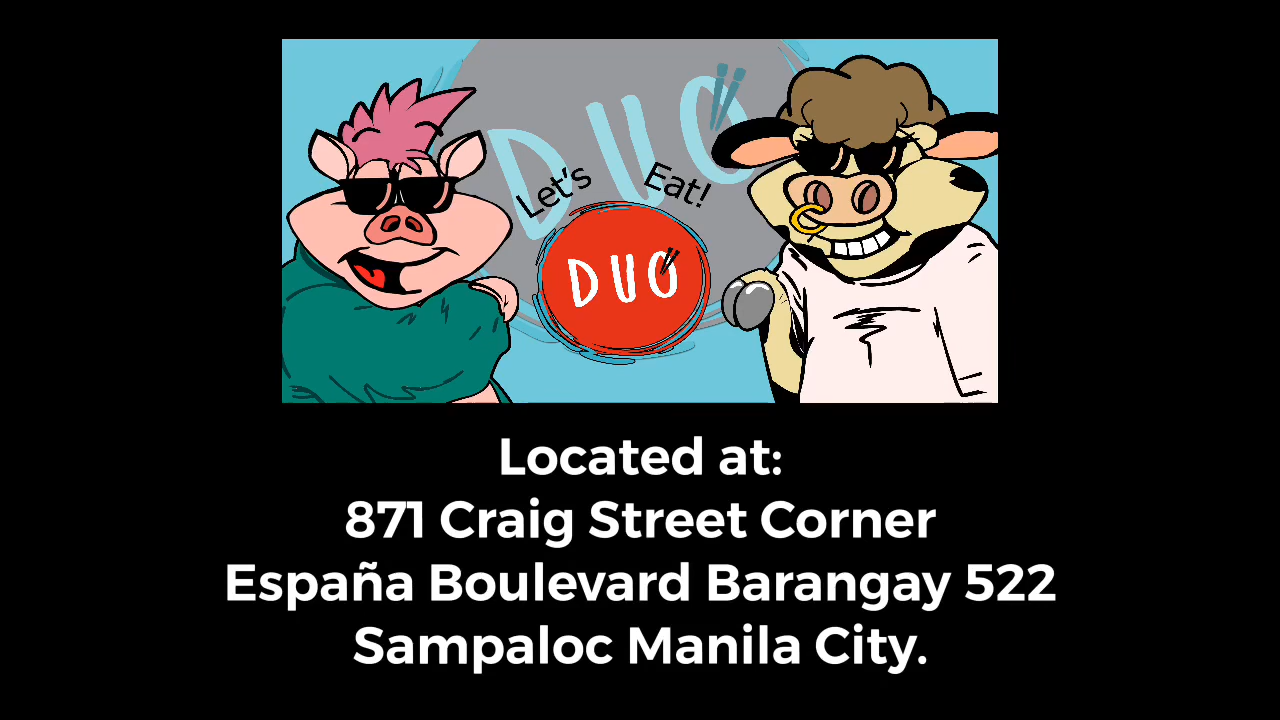 DUO
Let's Eat!
DUO
Located at:
871 Craig Street Corner
España Boulevard Barangay 522
Sampaloc Manila City.